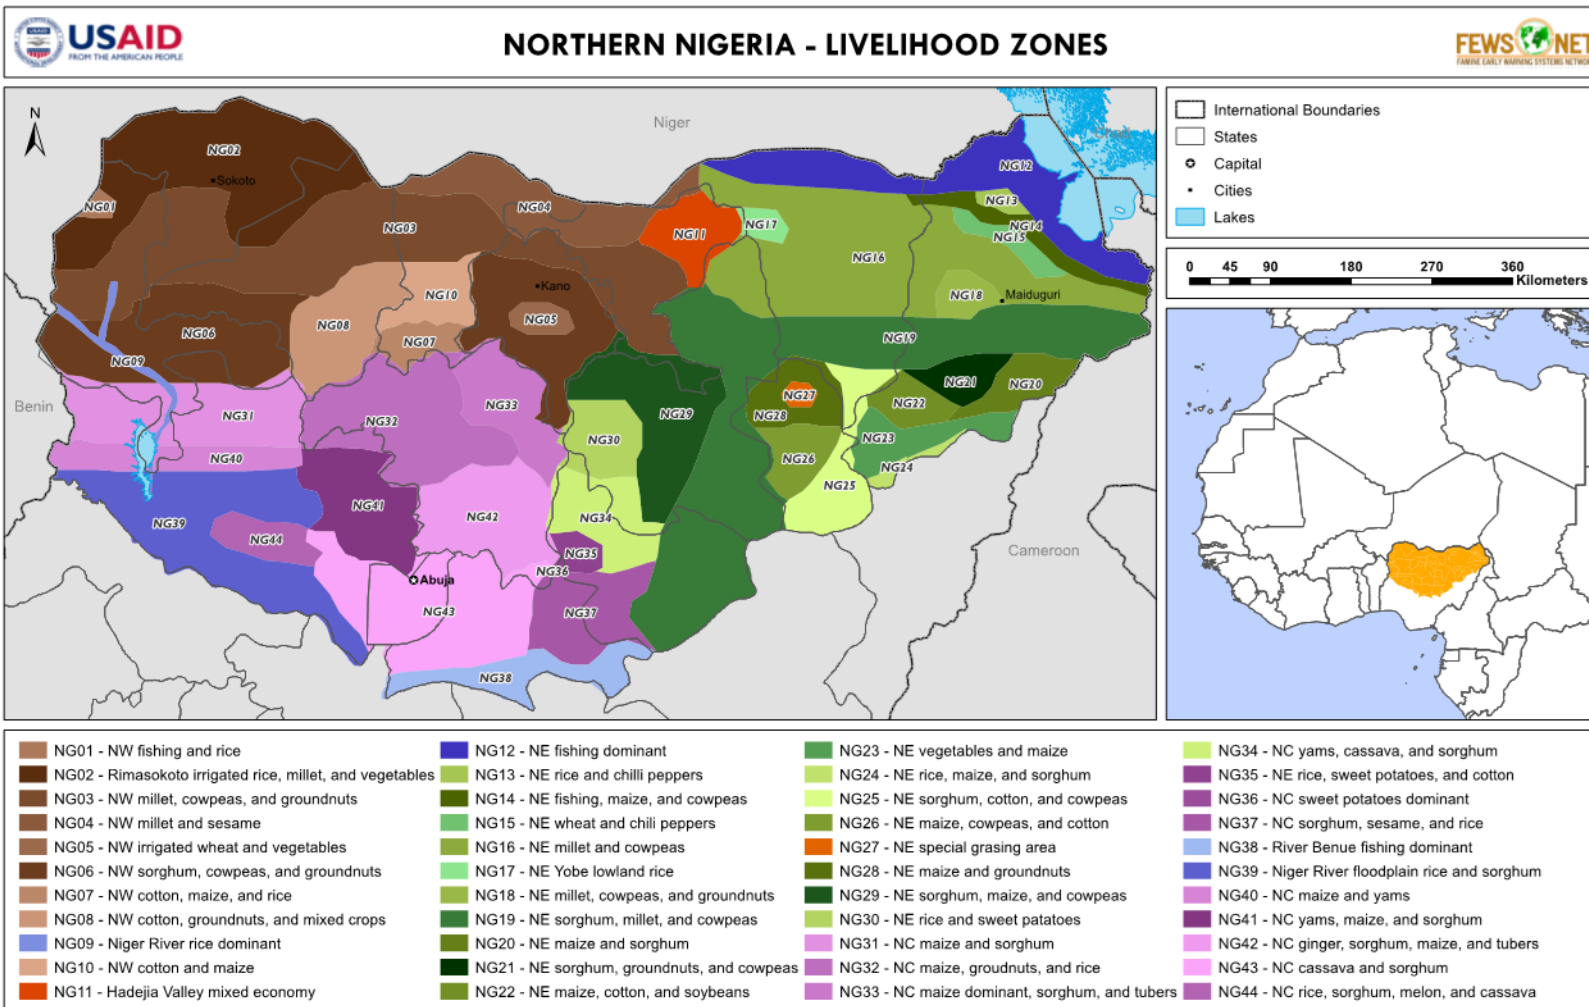 USAID
FROM THE AMERICAN PEOPLE
NORTHERN NIGERIA - LIVELIHOOD ZONES
FEWS NET
FAMINE EARLY WARNING SYSTEMS NETWORK
N
Niger
NG02
Sokoto
NG01
NG03
NG04
NG11
NG17
NG12
NG13
NG14
NG15
NG16
NG18
Maiduguri
NG10
Kano
NG05
NG08
NG07
NG06
NG09
NG19
Benin
NG31
NG32
NG33
NG29
NG30
NG27
NG28
NG21
NG20
NG22
NG23
NG24
NG26
NG25
NG40
NG39
NG41
NG42
NG34
NG44
NG35
NG36
Cameroon
Abuja
NG43
NG37
NG38
International Boundaries
States
Capital
Cities
Lakes
0 45 90 180 270 360
Kilometers
NG01 - NW fishing and rice
NG02 - Rimasokoto irrigated rice, millet, and vegetables
NG03 - NW millet, cowpeas, and groundnuts
NG04 - NW millet and sesame
NG05 - NW irrigated wheat and vegetables
NG06 - NW sorghum, cowpeas, and groundnuts
NG07 - NW cotton, maize, and rice
NG08 - NW cotton, groundnuts, and mixed crops
NG09 - Niger River rice dominant
NG10 - NW cotton and maize
NG11 - Hadejia Valley mixed economy
NG12 - NE fishing dominant
NG13 - NE rice and chilli peppers
NG14 - NE fishing, maize, and cowpeas
NG15 - NE wheat and chili peppers
NG16 - NE millet and cowpeas
NG17 - NE Yobe lowland rice
NG18 - NE millet, cowpeas, and groundnuts
NG19 - NE sorghum, millet, and cowpeas
NG20 - NE maize and sorghum
NG21 - NE sorghum, groundnuts, and cowpeas
NG22 - NE maize, cotton, and soybeans
NG23 - NE vegetables and maize
NG24 - NE rice, maize, and sorghum
NG25 - NE sorghum, cotton, and cowpeas
NG26 - NE maize, cowpeas, and cotton
NG27 - NE special grasing area
NG28 - NE maize and groundnuts
NG29 - NE sorghum, maize, and cowpeas
NG30 - NE rice and sweet patatoes
NG31 - NC maize and sorghum
NG32 - NC maize, groudnuts, and rice
NG33 - NC maize dominant, sorghum, and tubers
NG34 - NC yams, cassava, and sorghum
NG35 - NE rice, sweet potatoes, and cotton
NG36 - NC sweet potatoes dominant
NG37 - NC sorghum, sesame, and rice
NG38 - River Benue fishing dominant
NG39 - Niger River floodplain rice and sorghum
NG40 - NC maize and yams
NG41 - NC yams, maize, and sorghum
NG42 - NC ginger, sorghum, maize, and tubers
NG43 - NC cassava and sorghum
NG44 - NC rice, sorghum, melon, and cassava